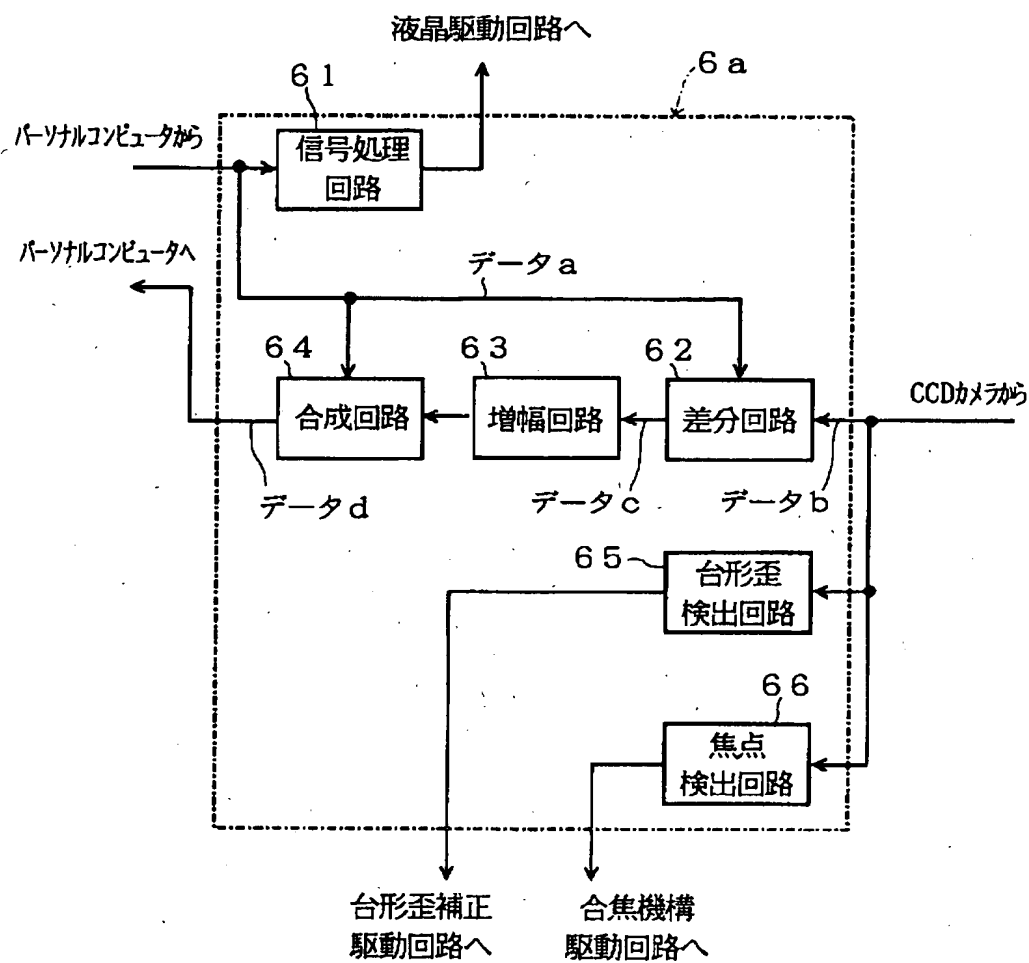 液晶駆動回路へ
６１
６ａ
パーソナルコンピュータから
信号処理
回路
パーソナルコンピュータへ
データａ
６４
６３
６２
CCDカメラから
合成回路
増幅回路
差分回路
データｄ
データｃ
データｂ
６５
台形歪
検出回路
６６
焦点
検出回路
台形歪補正
駆動回路へ
合焦機構
駆動回路へ